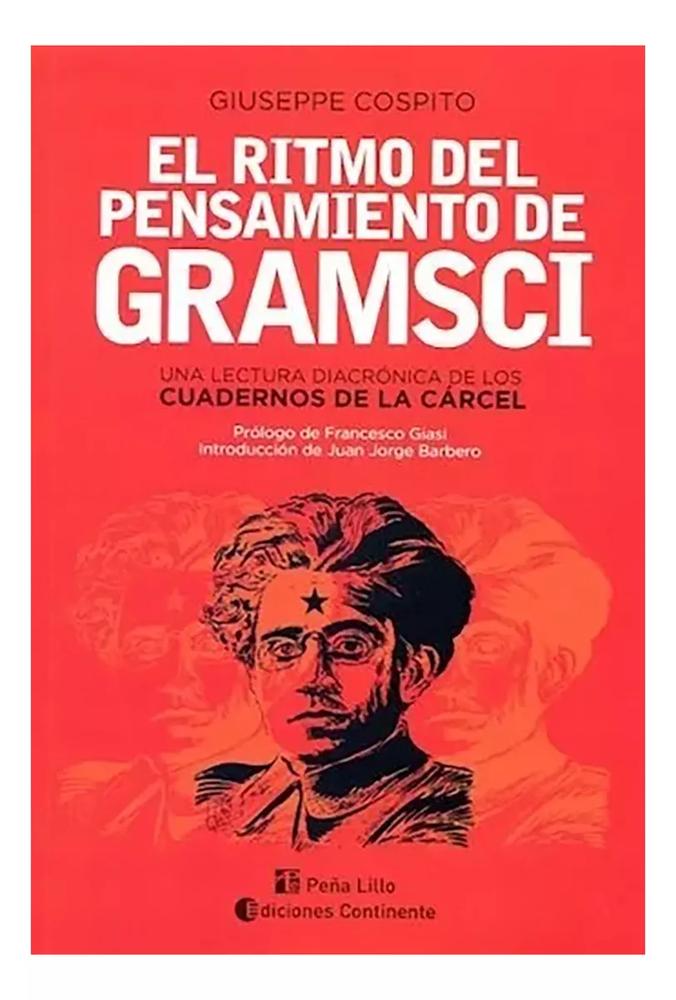 GIUSEPPE COSPITO
EL RITMO DEL
PENSAMIENTO DE
GRAMSCI
UNA LECTURA DIACRÓNICA DE LOS
CUADERNOS DE LA CÁRCEL
Prólogo de Francesco Giasi
Introducción de Juan Jorge Barbero
Peña Lillo
Ediciones Continente